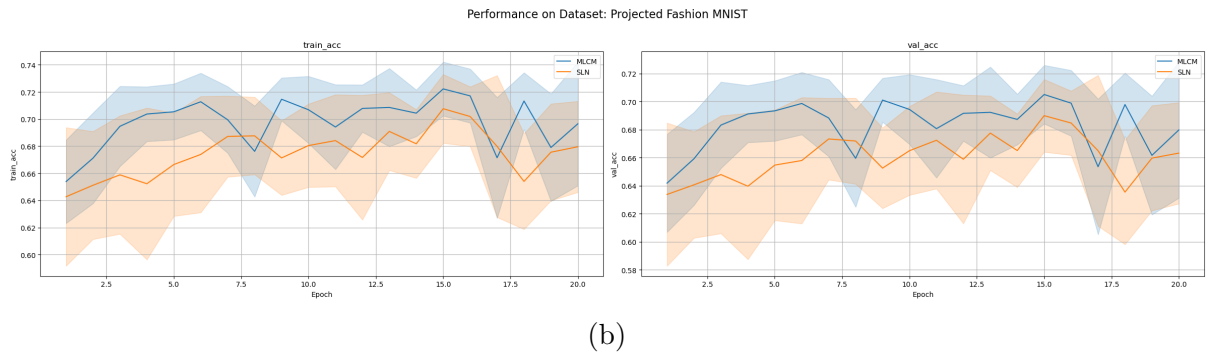 Performance on Dataset: Projected Fashion MNIST
train_acc
MLCM
SLN
train_acc
0.74
0.72
0.70
0.68
0.66
0.64
0.62
0.60
2.5 5.0 7.5 10.0 12.5 15.0 17.5 20.0
Epoch
val_acc
MLCM
SLN
val_acc
0.72
0.70
0.68
0.66
0.64
0.62
0.60
0.58
2.5 5.0 7.5 10.0 12.5 15.0 17.5 20.0
Epoch
(b)